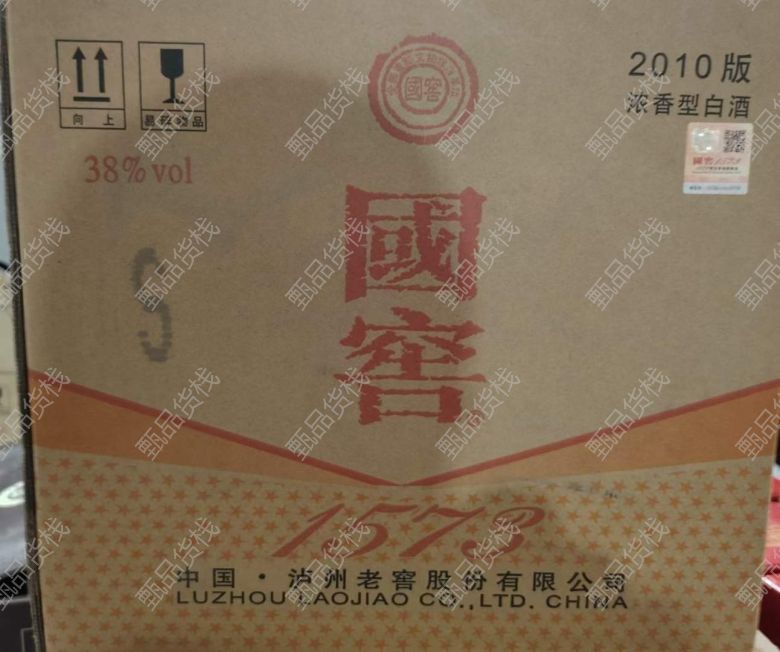 向上
易碎物品
38%vol
國窖
2010版
浓香型白酒
國窖
1573
中国·泸州老窖股份有限公司
LUZHOU LAOJIAO CO.,LTD. CHINA
甄品货栈